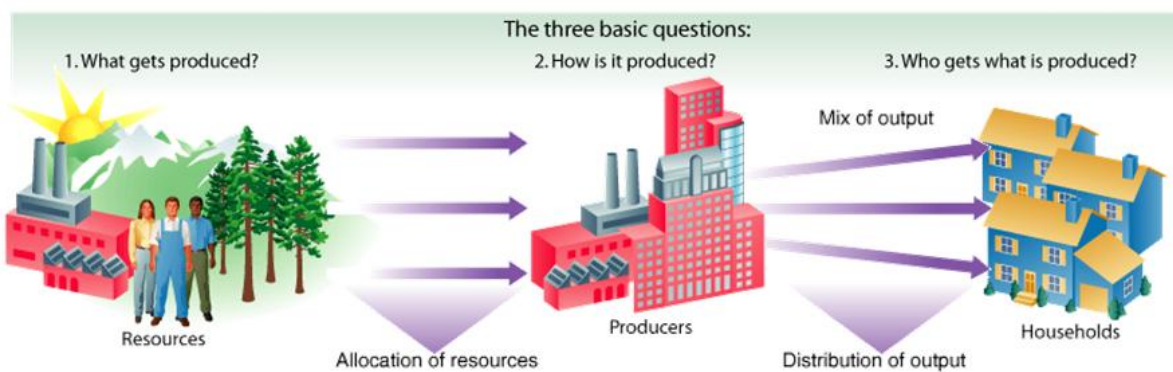 The three basic questions:
1. What gets produced?
2. How is it produced?
3. Who gets what is produced?
Mix of output
Resources
Producers
Households
Allocation of resources
Distribution of output